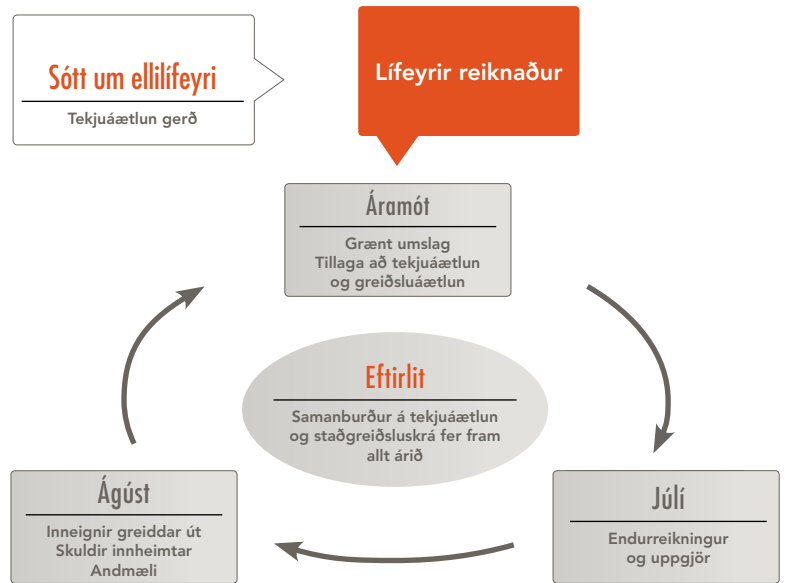 Sótt um ellilífeyri
Tekjuáætlun gerð
Lífeyrir reiknaður
Áramót
Grænt umslag
Tillaga að tekjuáætlun
og greiðsluáætlun
Eftirlit
Samanburður á tekjuáætlun
og staðgreiðsluskrá fer fram
allt árið
Ágúst
Inneignir greiddar út
Skuldir innheimtar
Andmæli
Júlí
Endurreikningur
og uppgjör